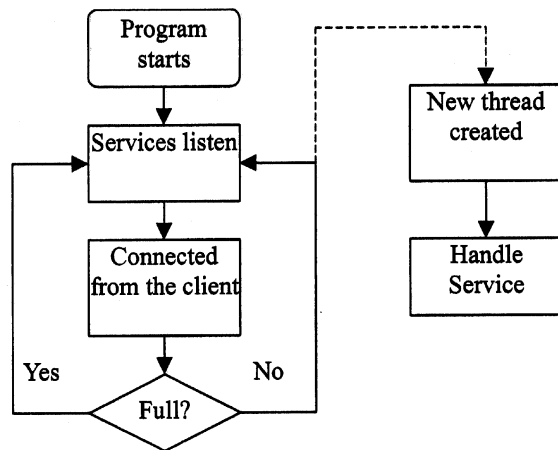 Program
starts
Services listen
Connected
from the client
Yes
No
Full?
New thread
created
Handle
Service